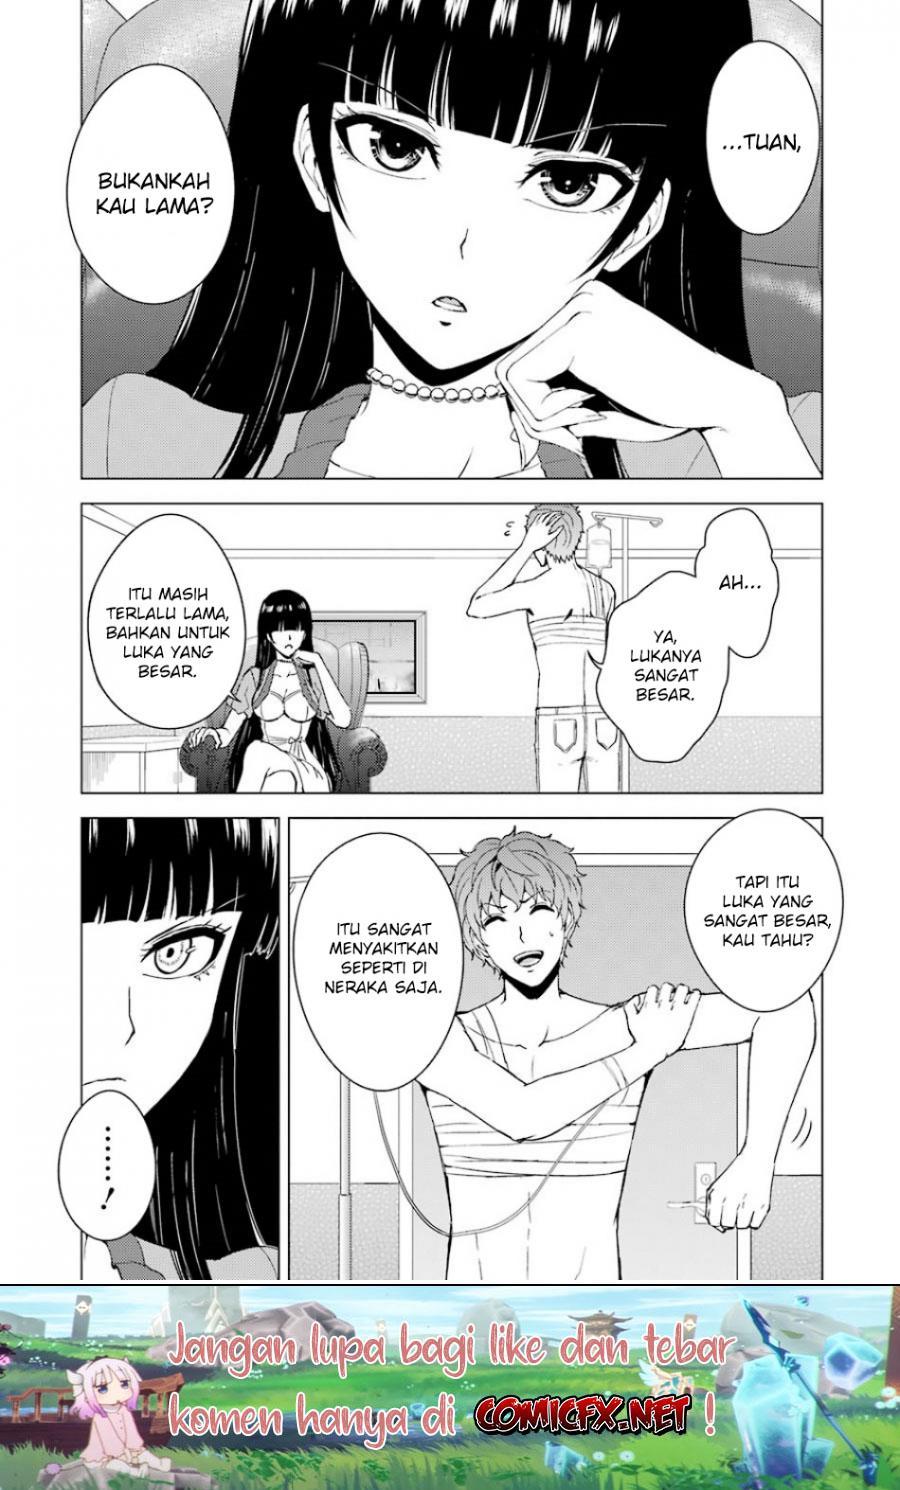 ...TUAN,
BUKANKAH
KAU LAMA?
AH...
YA,
LUKANYA
SANGAT
BESAR.
ITU MASIH
TERLALU LAMA,
BAHKAN UNTUK
LUKA YANG
BESAR.
TAPI ITU
LUKA YANG
SANGAT BESAR,
KAU TAHU?
ITU SANGAT
MENYAKITKAN
SEPERTI DI
NERAKA SAJA.
......!
Jangan lupa bagi like dan tebar
komen hanya di COMICFX.NET !